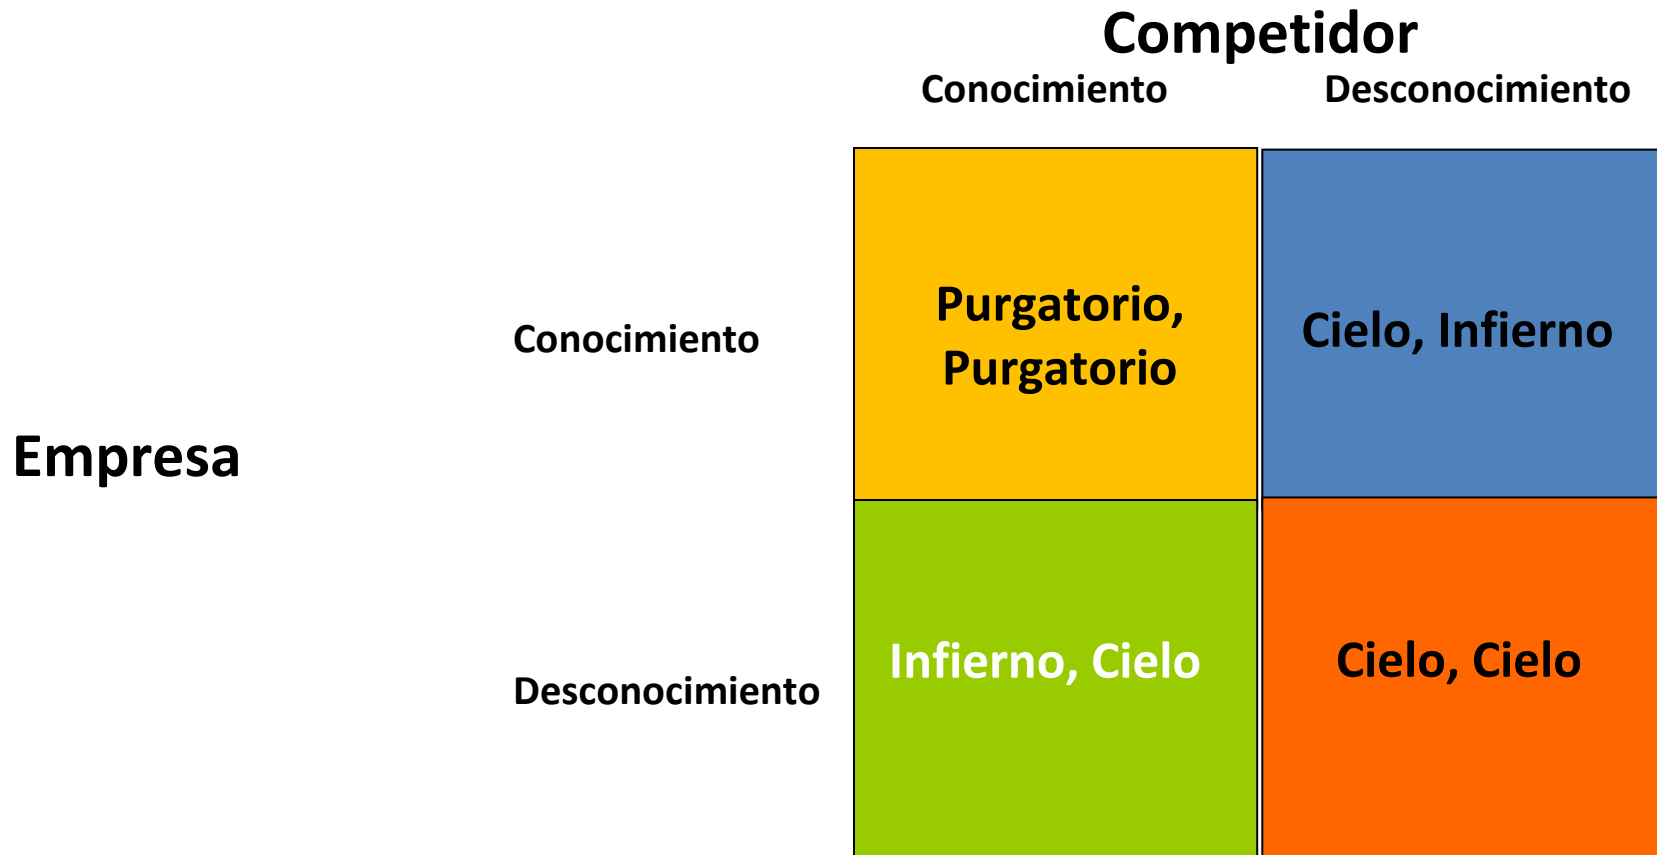 Competidor
Conocimiento
Desconocimiento
Purgatorio,
Purgatorio
Cielo, Infierno
Conocimiento
Empresa
Infierno, Cielo
Cielo, Cielo
Desconocimiento